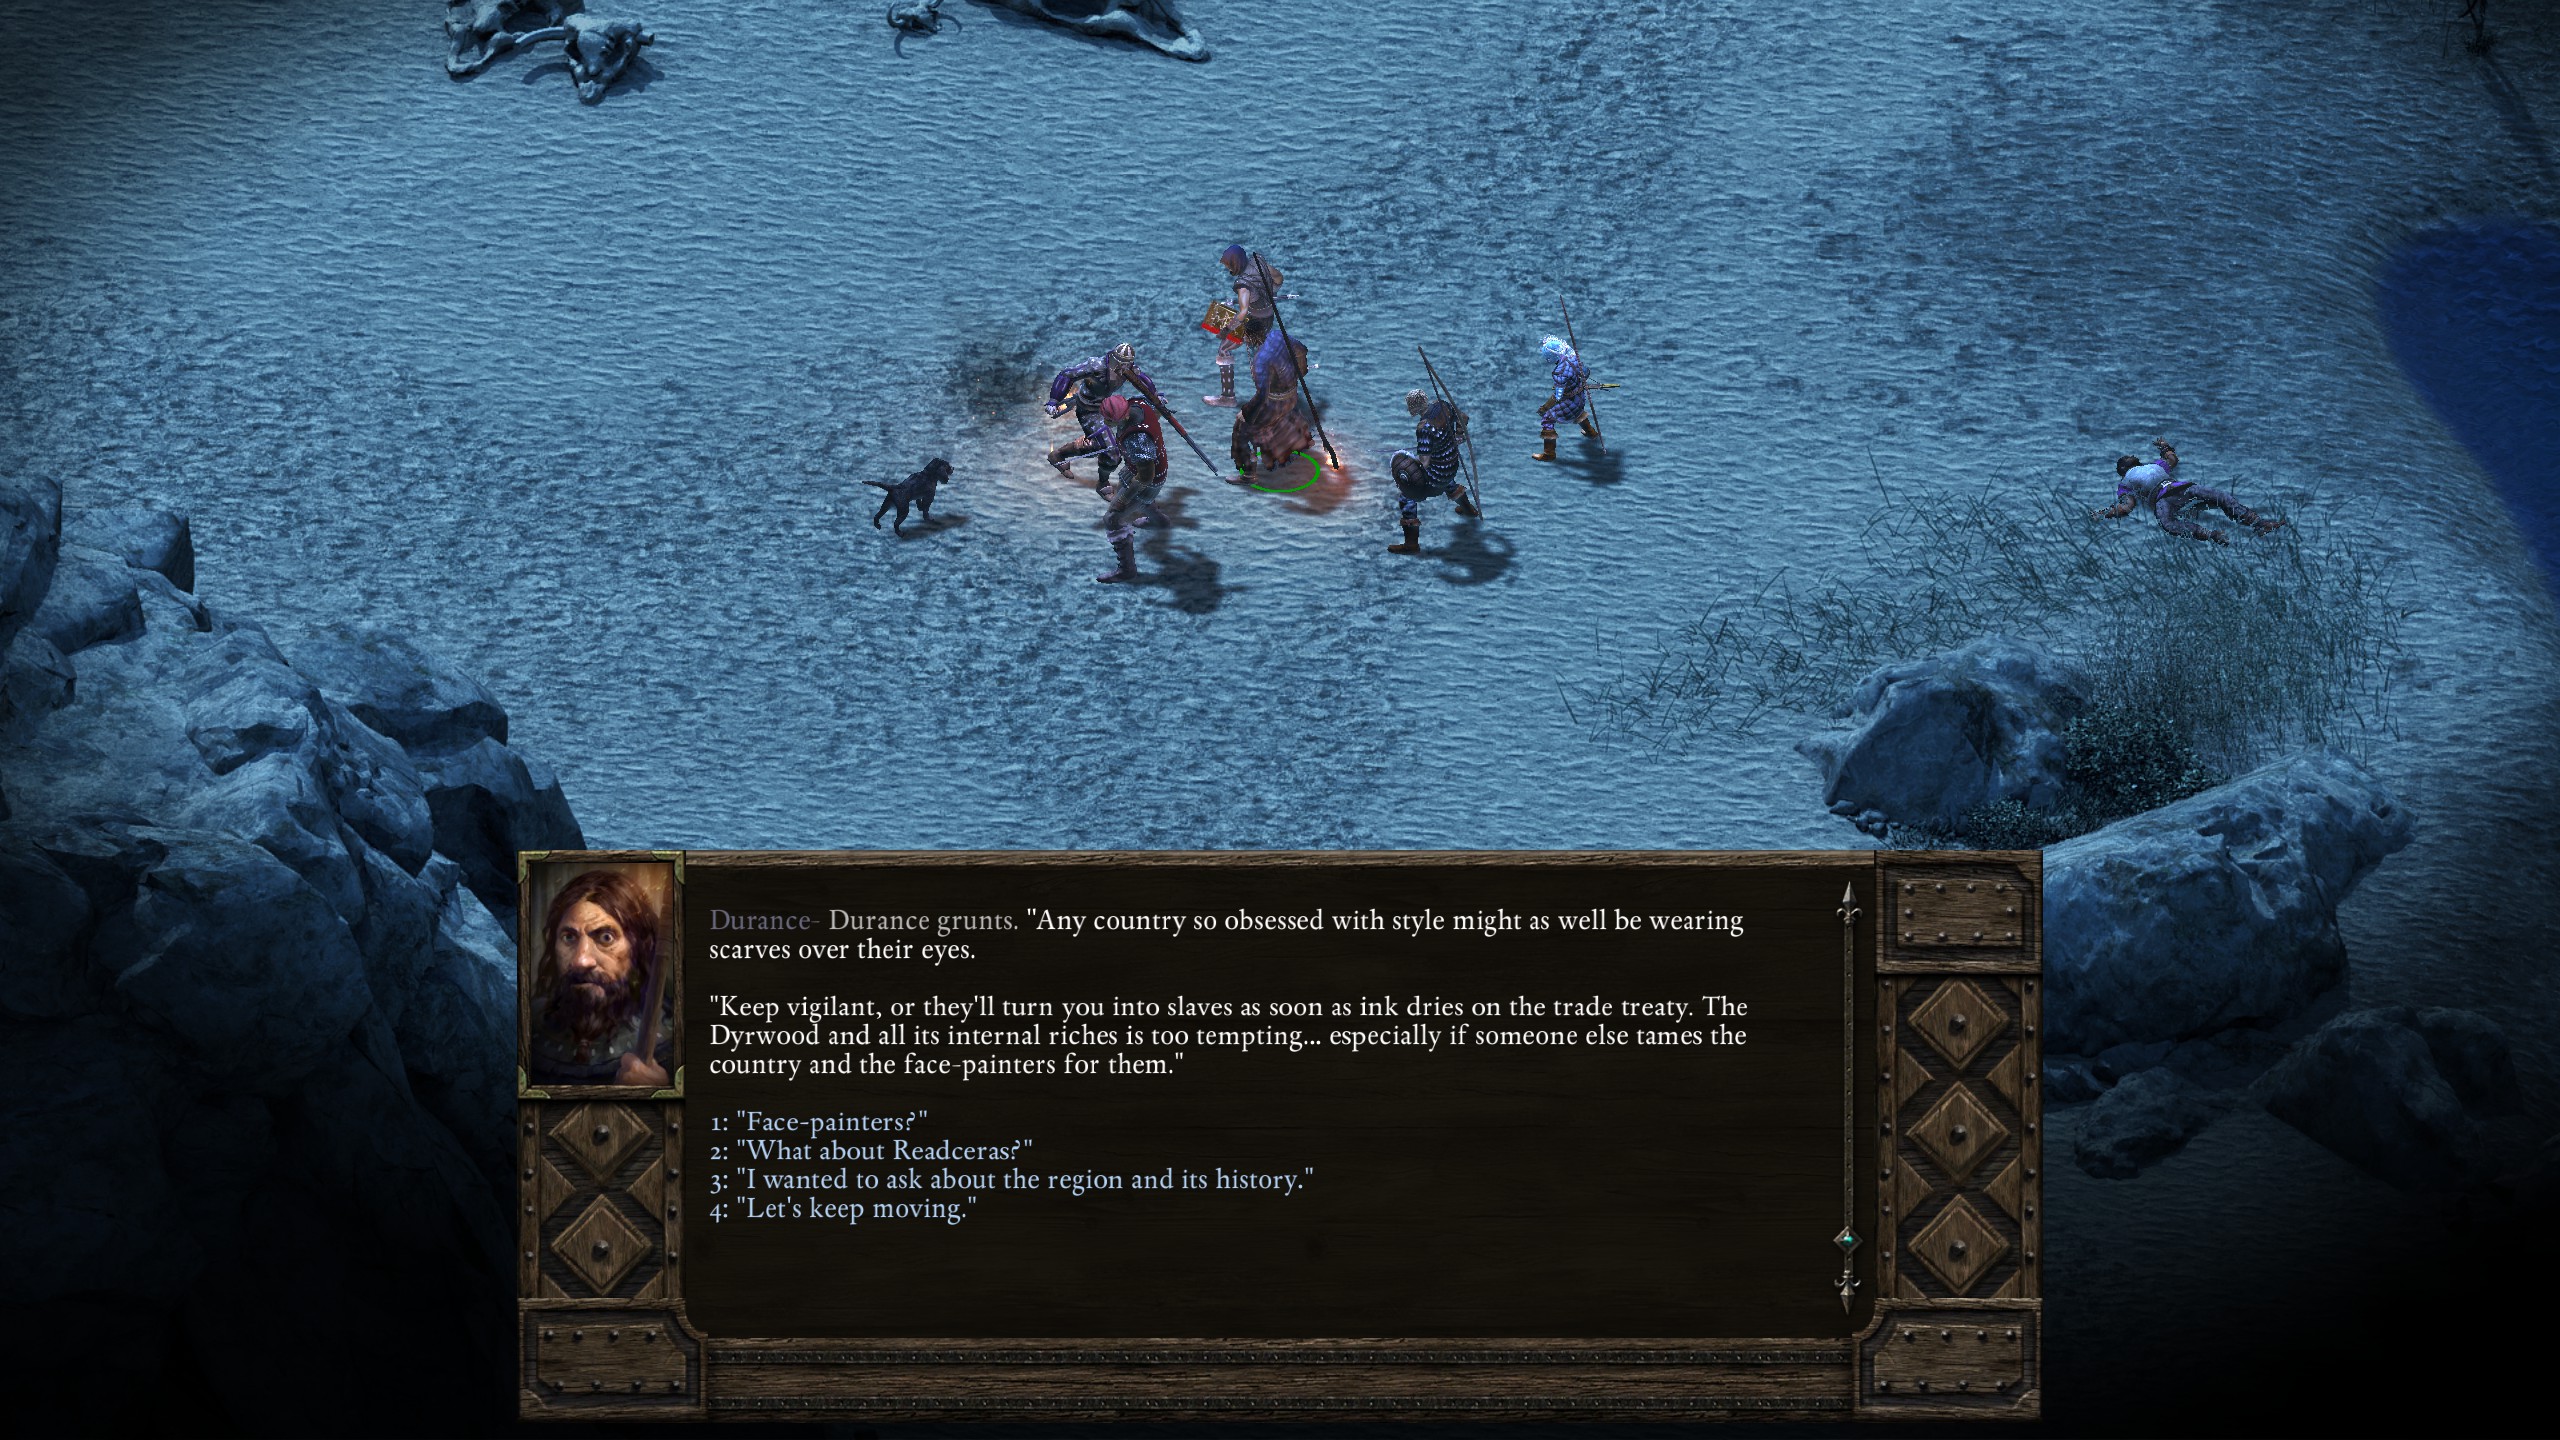 Durance- Durance grunts. "Any country so obsessed with style might as well be wearing
scarves over their eyes.
"Keep vigilant, or they'll turn you into slaves as soon as ink dries on the trade treaty. The
Dyrwood and all its internal riches is too tempting... especially if someone else tames the
country and the face-painters for them."
1: "Face-painters?"
2: "What about Readceras?"
3: "I wanted to ask about the region and its history."
4: "Let's keep moving."